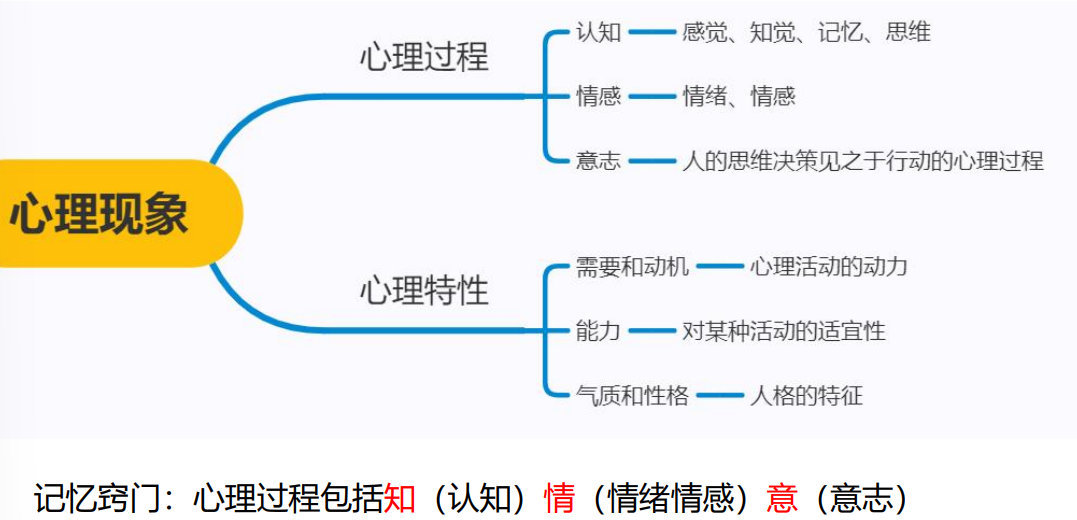 心理现象
心理过程
认知 感觉、知觉、记忆、思维
情感 情绪、情感
意志 人的思维决策见之于行动的心理过程
心理特性
需要和动机 心理活动的动力
能力 对某种活动的适宜性
气质和性格 人格的特征
记忆窍门：心理过程包括知（认知）情（情绪情感）意（意志）